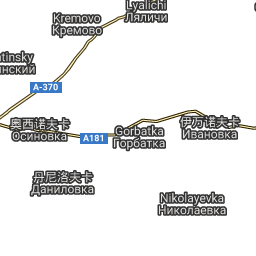 Lyalichi
Ляличи
Kremovo
Кремово
tinsky
нский
A-370
奥西诺夫卡
Осиновка
A181
Gorbatka
Горбатка
伊万诺夫卡
Ивановка
丹尼洛夫卡
Даниловка
Nikolayevka
Николаевка